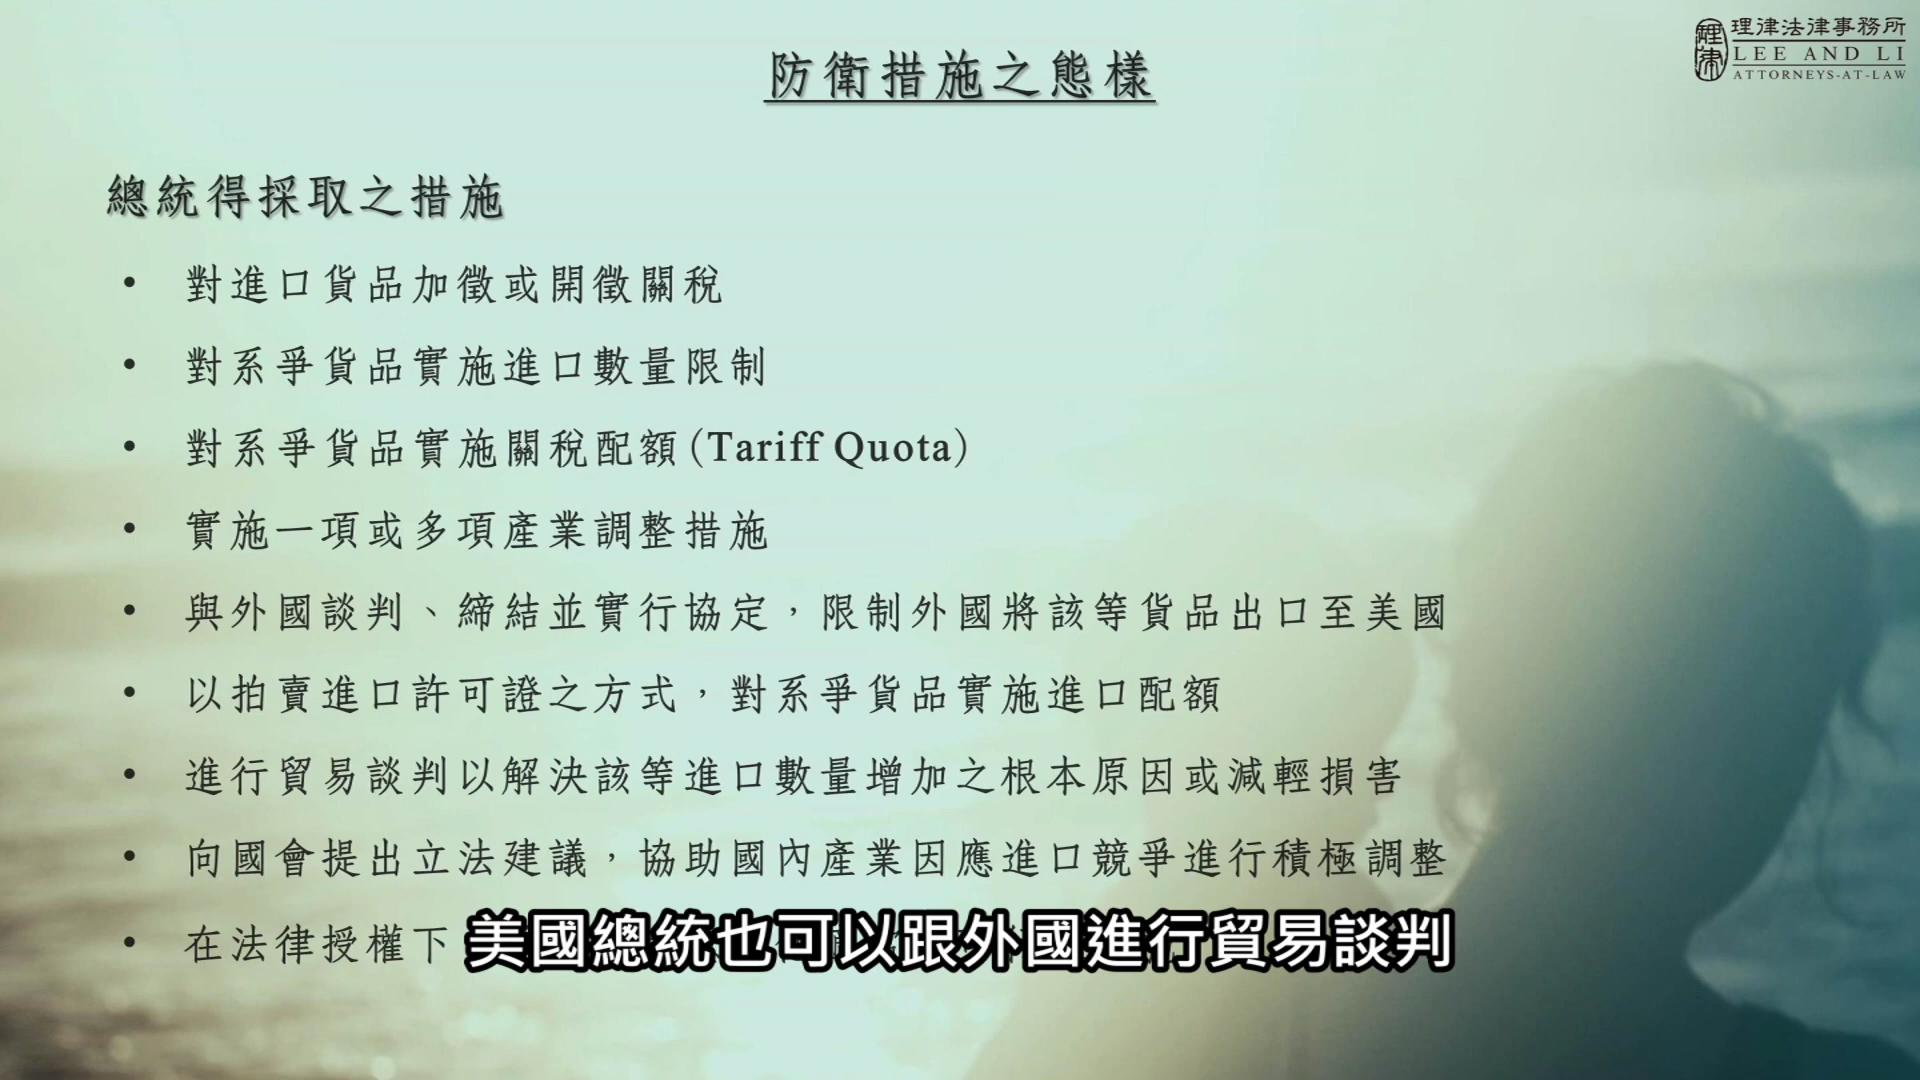 理律
理律法律事務所
LEE AND LI
ATTORNEYS-AT-LAW
防衛措施之態樣
總統得採取之措施
• 對進口貨品加徵或開徵關稅
• 對系爭貨品實施進口數量限制
• 對系爭貨品實施關稅配額(Tariff Quota)
• 實施一項或多項產業調整措施
• 與外國談判、締結並實行協定，限制外國將該等貨品出口至美國
• 以拍賣進口許可證之方式，對系爭貨品實施進口配額
• 進行貿易談判以解決該等進口數量增加之根本原因或減輕損害
• 向國會提出立法建議，協助國內產業因應進口競爭進行積極調整
• 在法律授權下
美國總統也可以跟外國進行貿易談判